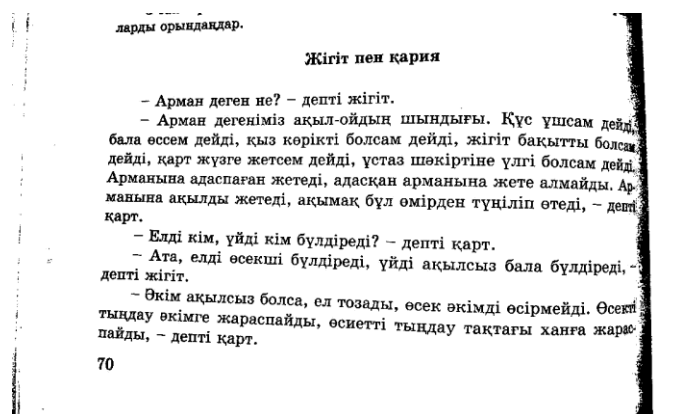 ларды орындаңдар.
Жігіт пен қария
– Арман деген не? – депті жігіт.
– Арман дегеніміз ақыл-ойдың шындығы. Құс ұшсам дейді,
бала өссем дейді, қыз көрікті болсам дейді, жігіт бақытты болсам
дейді, қарт жүзге жетсем дейді, ұстаз шәкіртіне үлгі болсам дейді.
Арманына адаспаған жетеді, адасқан арманына жете алмайды. Ар-
манына ақылды жетеді, ақымақ бұл өмірден түңіліп өтеді, – депті
қарт.
– Елді кім, үйді кім бүлдіреді? – депті қарт.
– Ата, елді өсекші бүлдіреді, үйді ақылсыз бала бүлдіреді, –
депті жігіт.
– Әкім ақылсыз болса, ел тозады, өсек әкімді өсірмейді. Өсекті
тыңдау әкімге жараспайды, өсиетті тыңдау тақтағы ханға жарас-
пайды, – депті қарт.
70